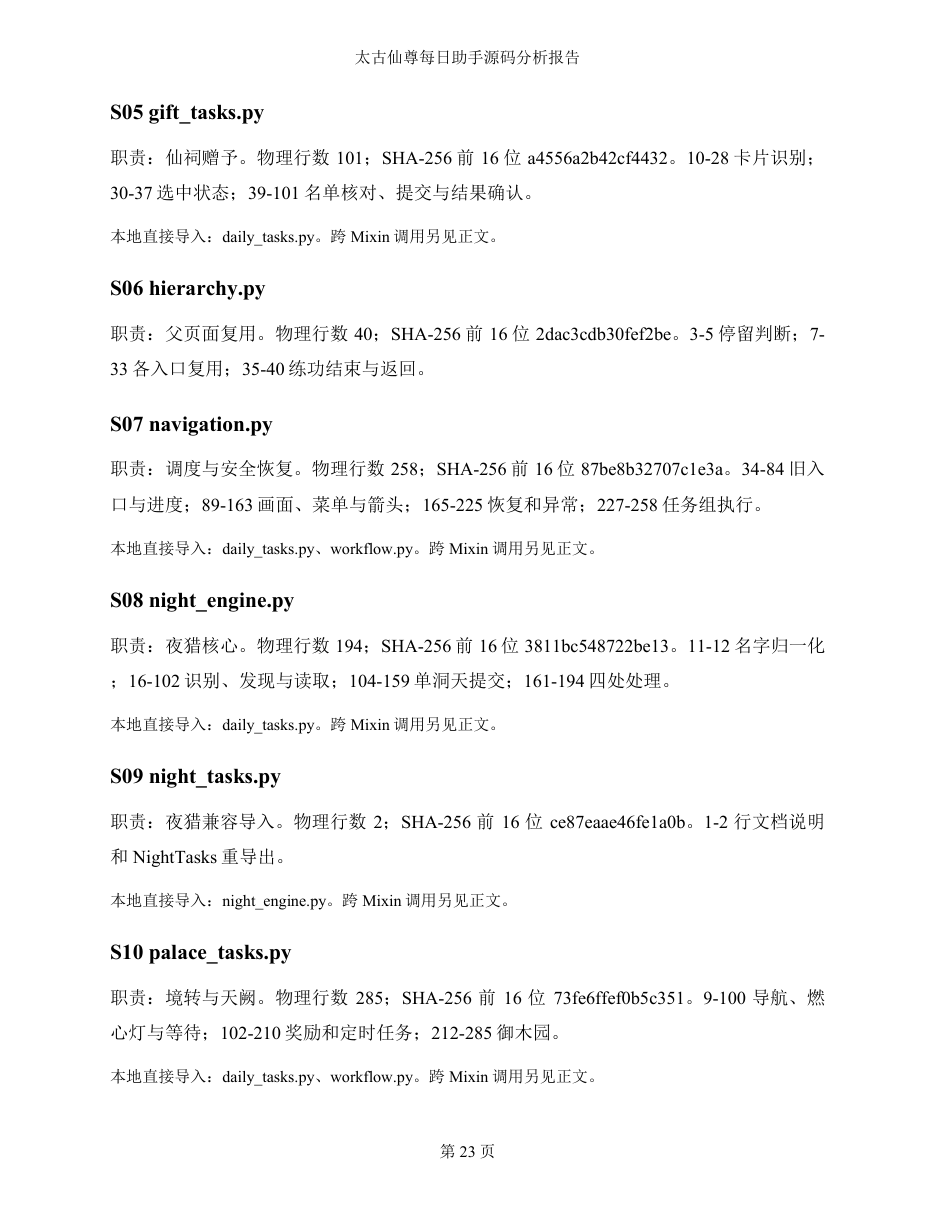 太古仙尊每日助手源码分析报告
S05 gift_tasks.py
职责：仙祠赠予。物理行数 101；SHA-256 前 16 位 a4556a2b42cf4432。10-28 卡片识别；
30-37 选中状态；39-101 名单核对、提交与结果确认。
本地直接导入：daily_tasks.py。跨 Mixin 调用另见正文。
S06 hierarchy.py
职责：父页面复用。物理行数 40；SHA-256 前 16 位 2dac3cdb30fef2be。3-5 停留判断；7-
33 各入口复用；35-40 练功结束与返回。
S07 navigation.py
职责：调度与安全恢复。物理行数 258；SHA-256 前 16 位 87be8b32707c1e3a。34-84 旧入
口与进度；89-163 画面、菜单与箭头；165-225 恢复和异常；227-258 任务组执行。
本地直接导入：daily_tasks.py、workflow.py。跨 Mixin 调用另见正文。
S08 night_engine.py
职责：夜猎核心。物理行数 194；SHA-256 前 16 位 3811bc548722be13。11-12 名字归一化
；16-102 识别、发现与读取；104-159 单洞天提交；161-194 四处处理。
本地直接导入：daily_tasks.py。跨 Mixin 调用另见正文。
S09 night_tasks.py
职责：夜猎兼容导入。物理行数 2；SHA-256 前 16 位 ce87eaae46fe1a0b。1-2 行文档说明
和 NightTasks 重导出。
本地直接导入：night_engine.py。跨 Mixin 调用另见正文。
S10 palace_tasks.py
职责：境转与天阙。物理行数 285；SHA-256 前 16 位 73fe6ffef0b5c351。9-100 导航、燃
心灯与等待；102-210 奖励和定时任务；212-285 御木园。
本地直接导入：daily_tasks.py、workflow.py。跨 Mixin 调用另见正文。
第 23 页